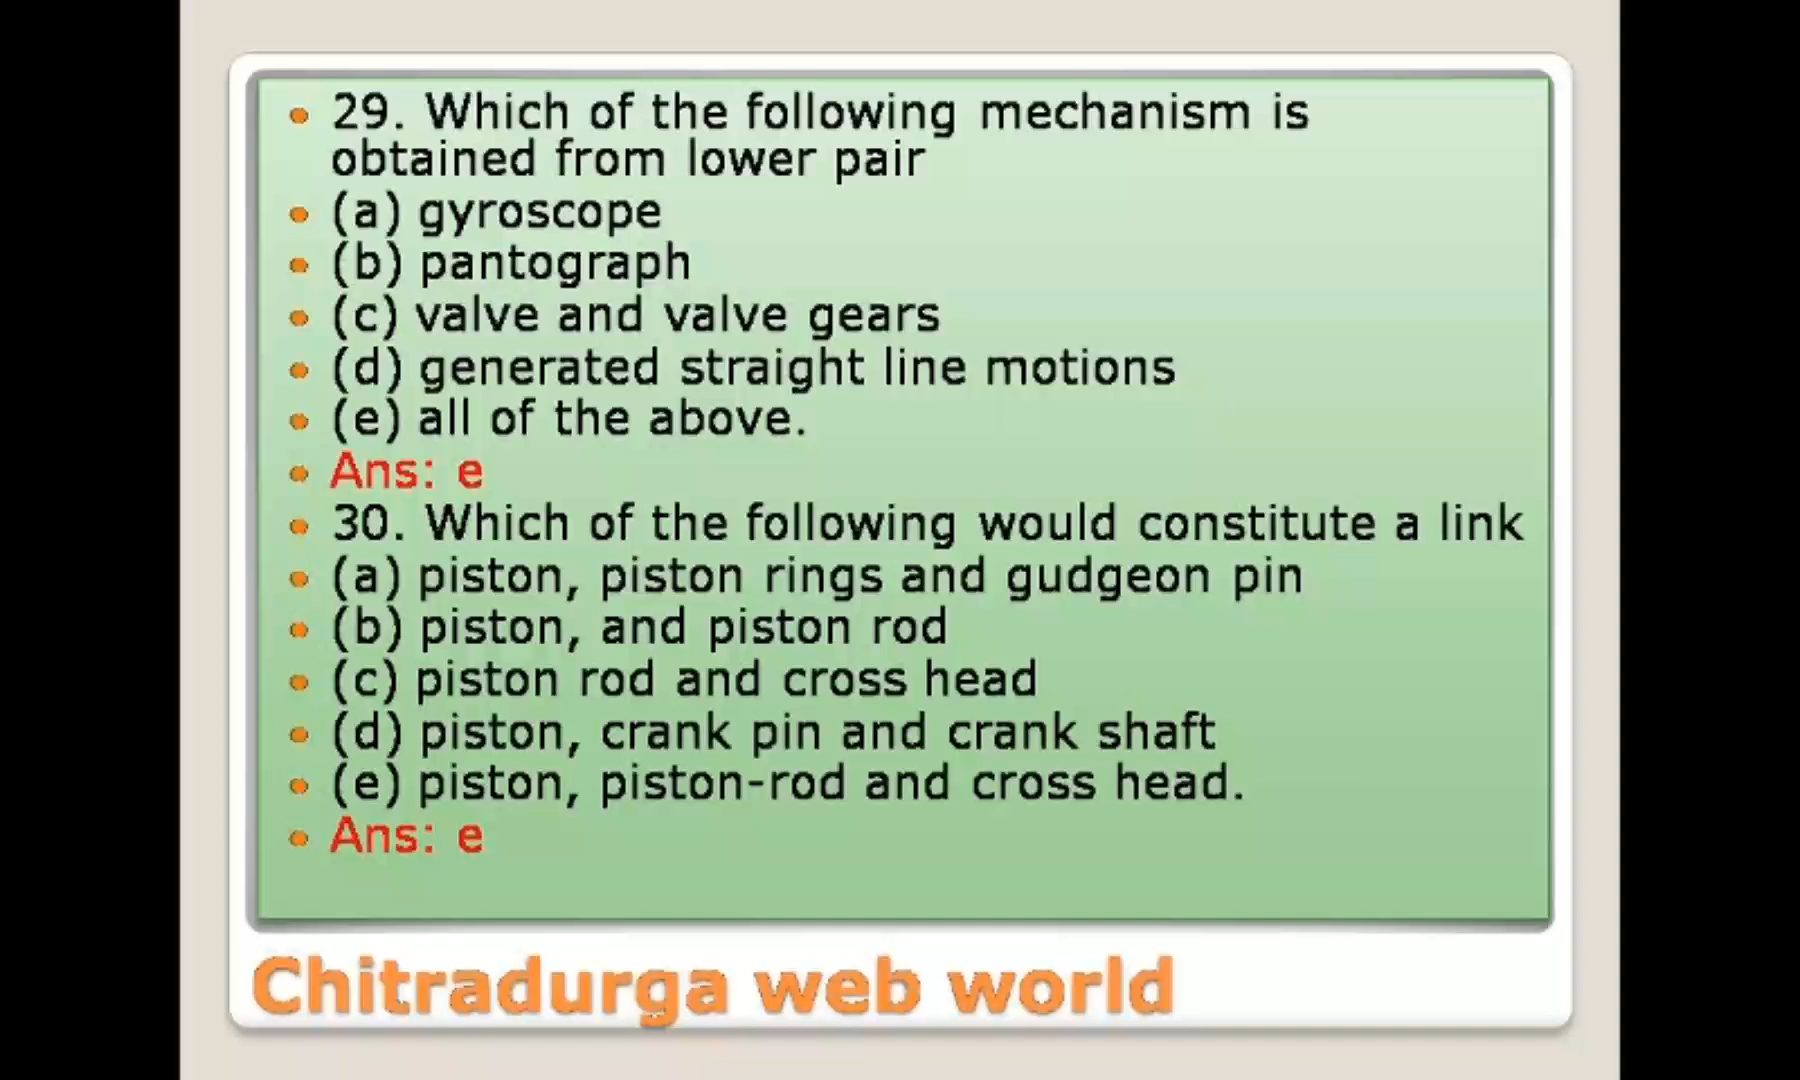 29. Which of the following mechanism is
obtained from lower pair
(a) gyroscope
(b) pantograph
(c) valve and valve gears
(d) generated straight line motions
(e) all of the above.
Ans: e
30. Which of the following would constitute a link
(a) piston, piston rings and gudgeon pin
(b) piston, and piston rod
(c) piston rod and cross head
(d) piston, crank pin and crank shaft
(e) piston, piston-rod and cross head.
Ans: e
Chitradurga web world